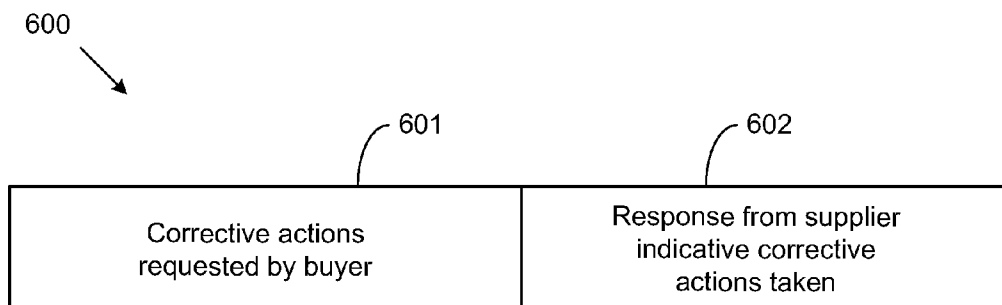 600
601
602
Corrective actions
requested by buyer
Response from supplier
indicative corrective
actions taken